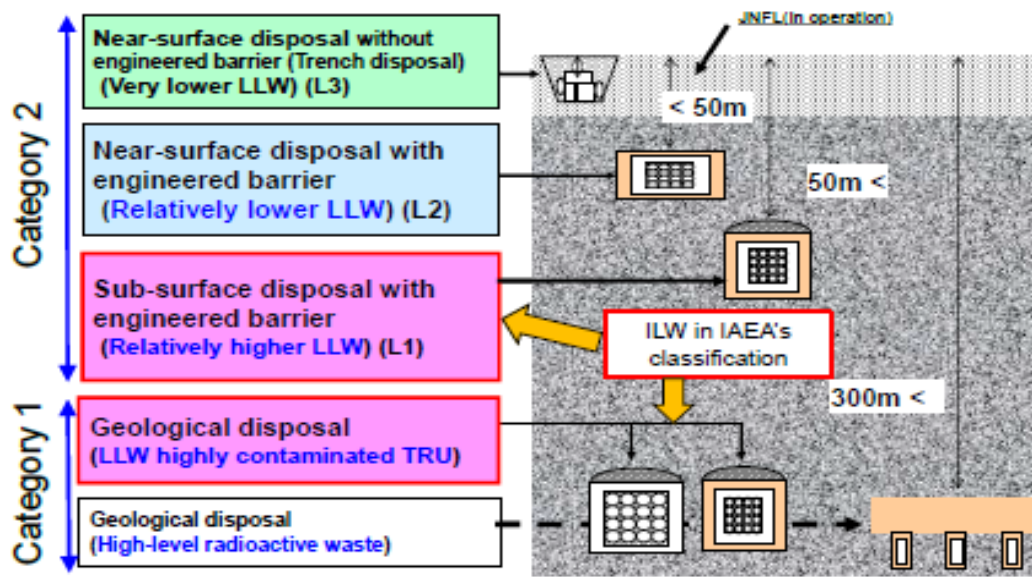 JNFL(In operation)
Category 2
Near-surface disposal without
engineered barrier (Trench disposal)
(Very lower LLW) (L3)
< 50m
Near-surface disposal with
engineered barrier
(Relatively lower LLW) (L2)
50m <
Sub-surface disposal with
engineered barrier
(Relatively higher LLW) (L1)
ILW in IAEA's
classification
300m <
Category 1
Geological disposal
(LLW highly contaminated TRU)
Geological disposal
(High-level radioactive waste)